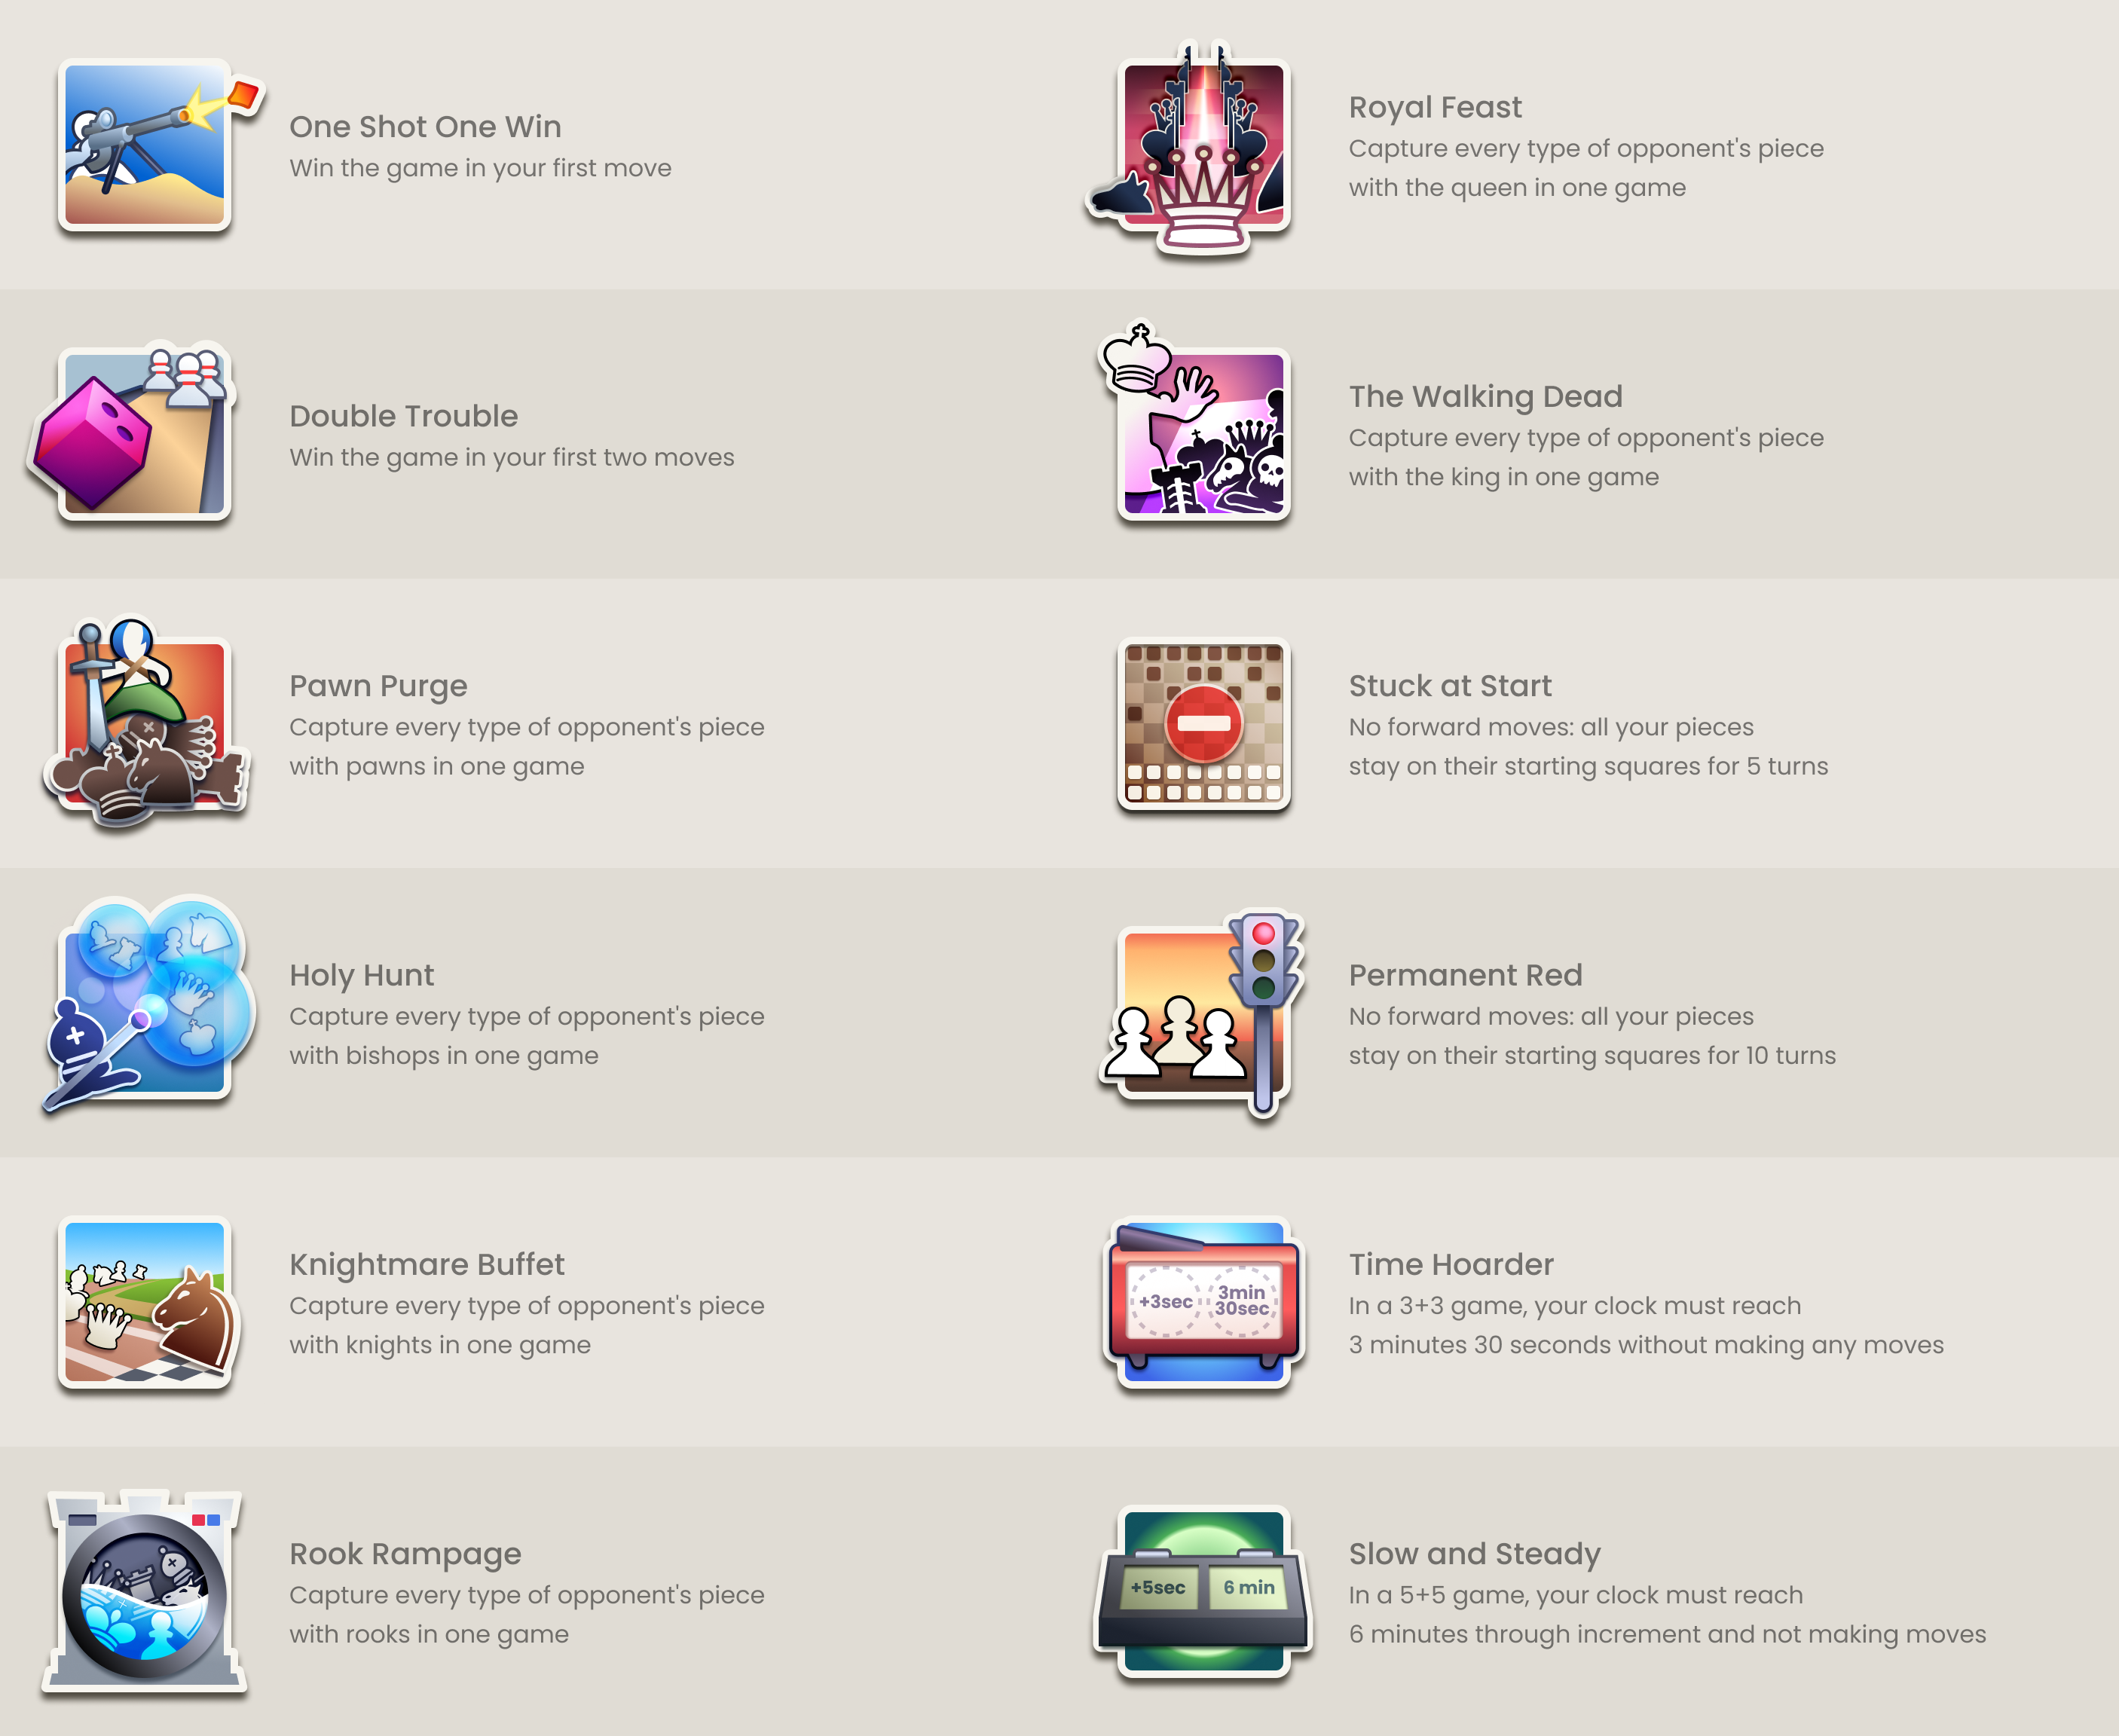 One Shot One Win
Win the game in your first move
Double Trouble
Win the game in your first two moves
Pawn Purge
Capture every type of opponent's piece
with pawns in one game
Holy Hunt
Capture every type of opponent's piece
with bishops in one game
Knightmare Buffet
Capture every type of opponent's piece
with knights in one game
Rook Rampage
Capture every type of opponent's piece
with rooks in one game
Royal Feast
Capture every type of opponent's piece
with the queen in one game
The Walking Dead
Capture every type of opponent's piece
with the king in one game
Stuck at Start
No forward moves: all your pieces
stay on their starting squares for 5 turns
Permanent Red
No forward moves: all your pieces
stay on their starting squares for 10 turns
+3sec
3min
30sec
Time Hoarder
In a 3+3 game, your clock must reach
3 minutes 30 seconds without making any moves
+5sec
6 min
Slow and Steady
In a 5+5 game, your clock must reach
6 minutes through increment and not making moves